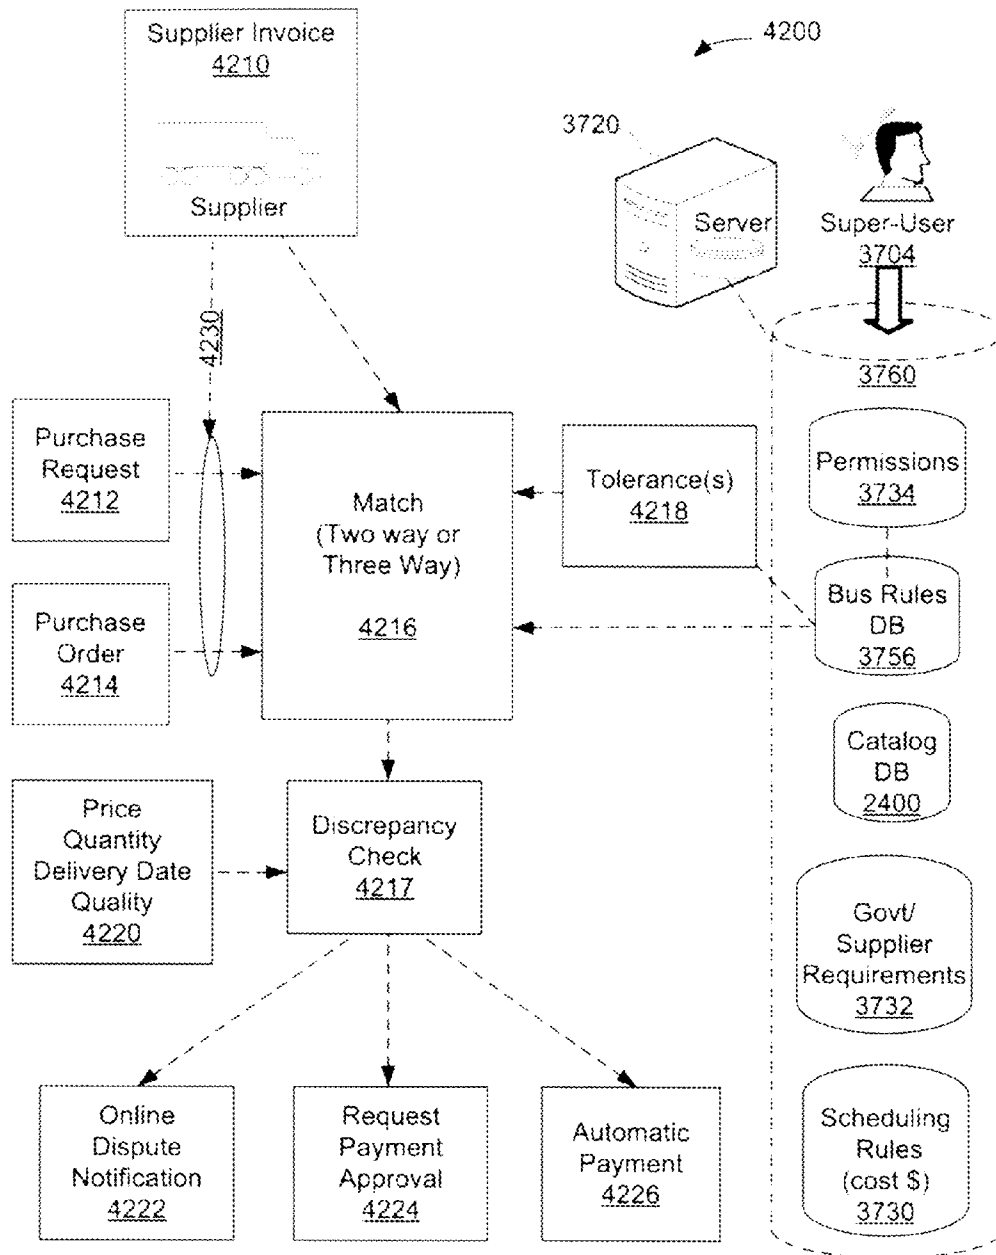 Supplier Invoice
4210
Supplier
4200
3720
Server
Super-User
3704
4230
3760
Purchase
Request
4212
Match
(Two way or
Three Way)
4216
Tolerance(s)
4218
Permissions
3734
Purchase
Order
4214
Bus Rules
DB
3756
Catalog
DB
2400
Price
Quantity
Delivery Date
Quality
4220
Discrepancy
Check
4217
Govt/
Supplier
Requirements
3732
Online
Dispute
Notification
4222
Request
Payment
Approval
4224
Automatic
Payment
4226
Scheduling
Rules
(cost $)
3730